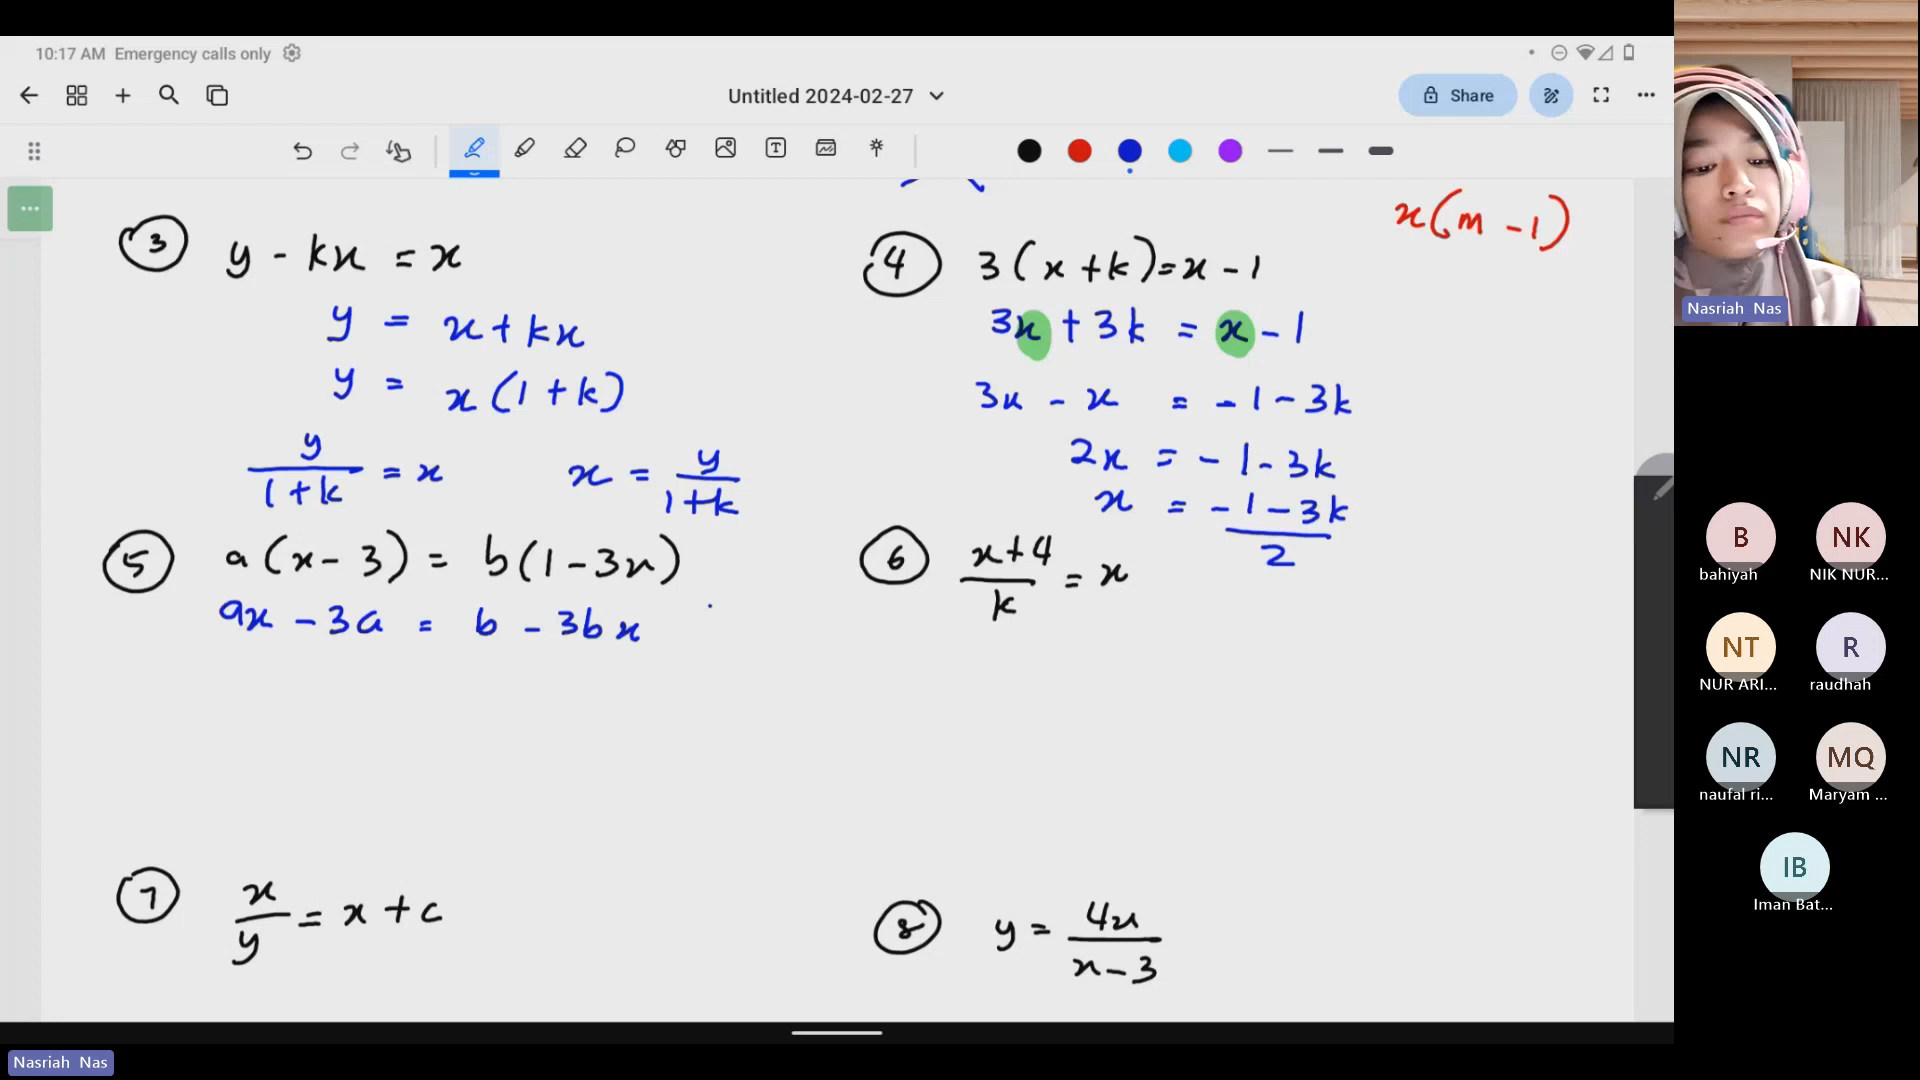 10:17 AM Emergency calls only
Untitled 2024-02-27
Share
x(m - 1)
③ y - kx = x
y = x + kx
y = x(1 + k)
y/(1+k) = x    x = y/(1+k)
④ 3(x + k) = x - 1
3x + 3k = x - 1
3x - x = -1 - 3k
2x = -1 - 3k
x = (-1 - 3k)/2
⑤ a(x - 3) = b(1 - 3x)
ax - 3a = b - 3bx
⑥ (x+4)/k = x
⑦ x/y = x + c
⑧ y = 4x/(x-3)
Nasriah Nas
B
bahiyah
NK
NIK NUR...
NT
NUR ARI...
R
raudhah
NR
naufal ri...
MQ
Maryam ...
IB
Iman Bat...
Nasriah Nas